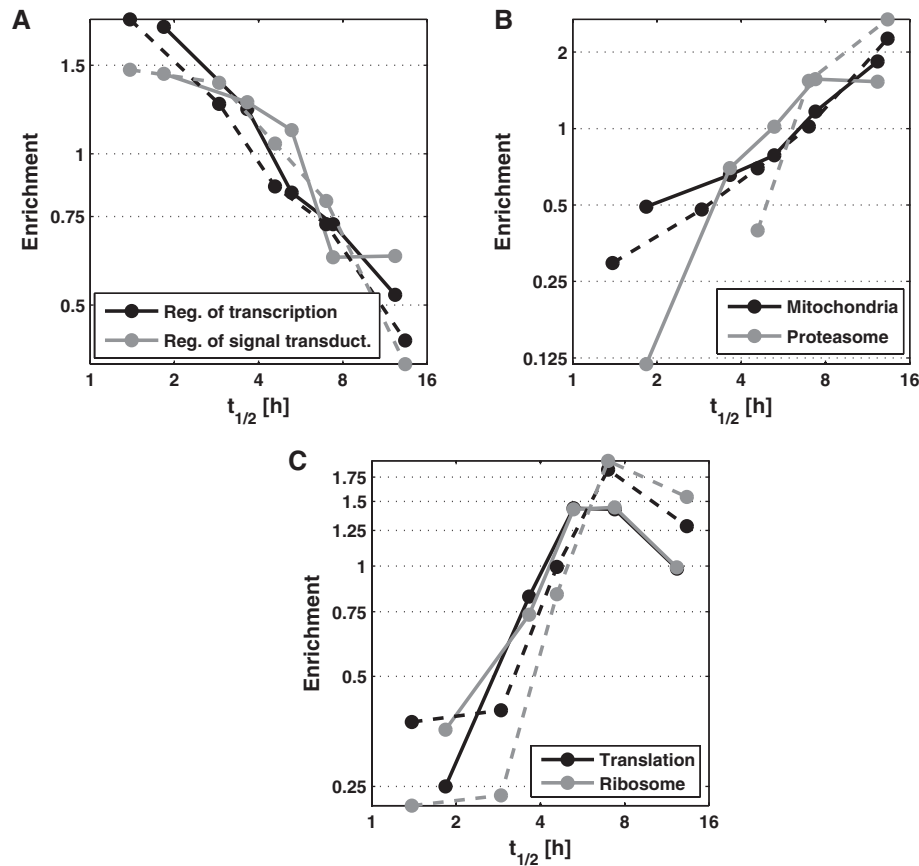 A
Enrichment
1.5
1
0.75
0.5
Reg. of transcription
Reg. of signal transduct.
1 2 4 8 16
t1/2 [h]
B
Enrichment
2
1
0.5
0.25
0.125
Mitochondria
Proteasome
1 2 4 8 16
t1/2 [h]
C
Enrichment
1.75
1.5
1.25
1
0.75
0.5
0.25
Translation
Ribosome
1 2 4 8 16
t1/2 [h]